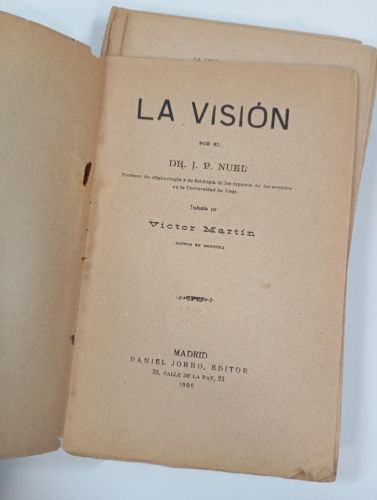 LA VISIÓN
POR EL
DR. J. P. NUEL
Profesor de oftalmología y de fisiología de los órganos de los sentidos
en la Universidad de Lieja.
Traducida por
Víctor Martín
DOCTOR EN MEDICINA
MADRID
DANIEL JORRO, EDITOR
23, CALLE DE LA PAZ, 23
1905